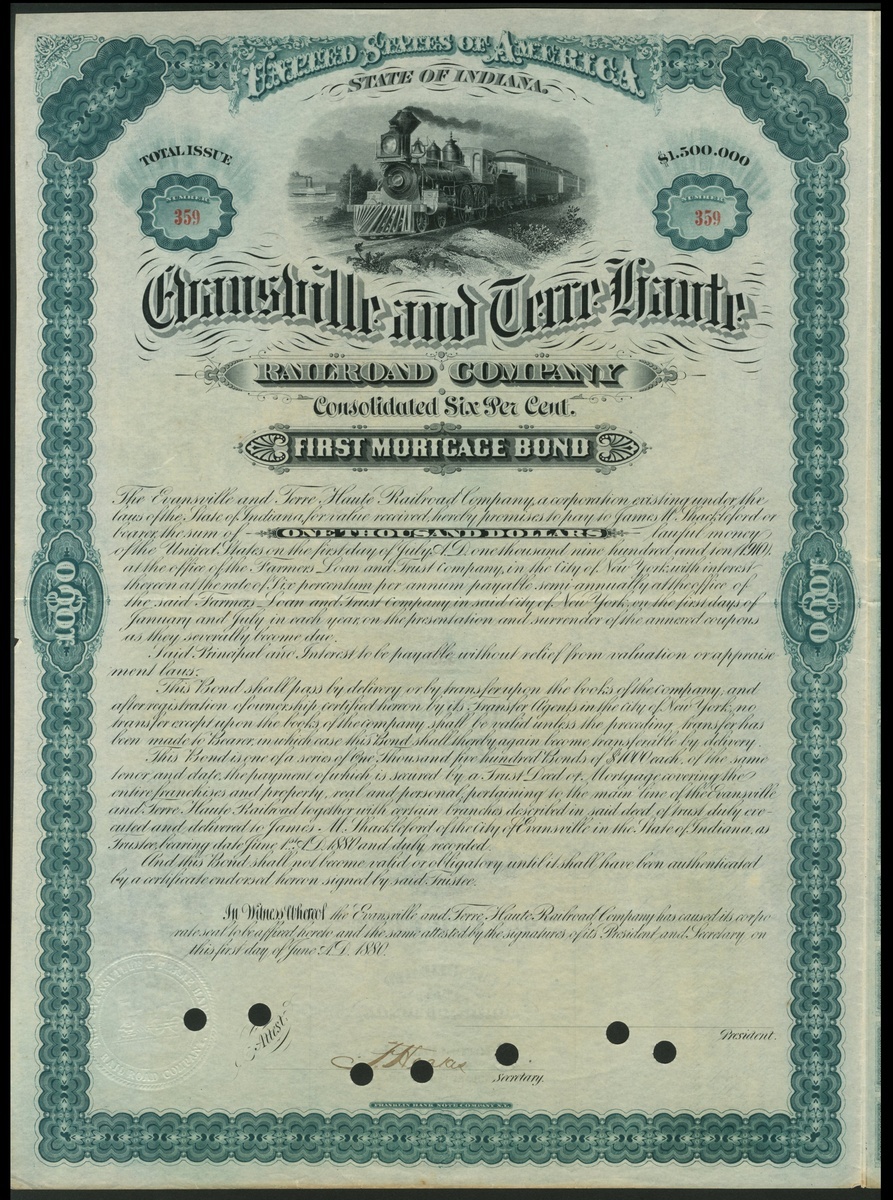 UNITED STATES OF AMERICA
STATE OF INDIANA.
TOTAL ISSUE
$1.500.000
NUMBER
359
NUMBER
359
Evansville and Terre Haute
RAILROAD COMPANY
Consolidated Six Per Cent.
FIRST MORTGAGE BOND
The Evansville and Terre Haute Railroad Company, a corporation existing under the
laws of the State of Indiana, for value received, hereby promises to pay to James M. Shackleford or
bearer, the sum of ONE THOUSAND DOLLARS lawful money
of the United States on the first day of July, A.D. one thousand nine hundred and ten (1910).
at the office of the Farmers Loan and Trust Company, in the City of New York, with interest
thereon at the rate of Six per centum per annum payable semi annually at the office of
the said Farmers Loan and Trust Company in said City of New York, on the first days of
January and July in each year, on the presentation and surrender of the annexed coupons
as they severally become due.
Said Principal and Interest to be payable without relief from valuation or appraise
ment laws.
This Bond shall pass by delivery or by transfer upon the books of the company, and
after registration of ownership certified hereon by its Transfer Agents in the City of New York, no
transfer except upon the books of the company shall be valid unless the preceding transfer has
been made to Bearer, in which case this Bond shall thereby again become transferable by delivery.
This Bond is one of a series of One Thousand five hundred Bonds of $1000 each, of the same
tenor and date, the payment of which is secured by a Trust Deed or Mortgage covering the
entire franchises and property, real and personal, pertaining to the main line of the Evansville
and Terre Haute Railroad together with certain branches described in said deed of trust duly exe-
cuted and delivered to James M. Shackleford of the City of Evansville in the State of Indiana, as
Trustee, bearing date June 1st A.D. 1880 and duly recorded.
And this Bond shall not become valid or obligatory until it shall have been authenticated
by a certificate endorsed hereon signed by said Trustee.
In Witness Whereof the Evansville and Terre Haute Railroad Company has caused its corpo
rate seal to be affixed hereto and the same attested by the signatures of its President and Secretary, on
this first day of June A.D. 1880.
$1000
$1000
Attest.
President.
Secretary.
RAIL ROAD COMPANY
FRANKLIN BANK NOTE COMPANY N.Y.